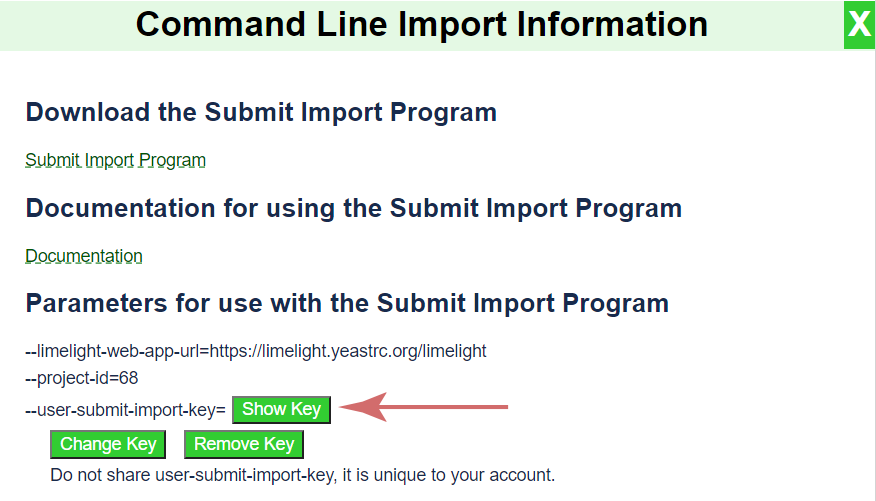 Command Line Import Information
X
Download the Submit Import Program
Submit Import Program
Documentation for using the Submit Import Program
Documentation
Parameters for use with the Submit Import Program
--limelight-web-app-url=https://limelight.yeastrc.org/limelight
--project-id=68
--user-submit-import-key= Show Key
Change Key Remove Key
Do not share user-submit-import-key, it is unique to your account.